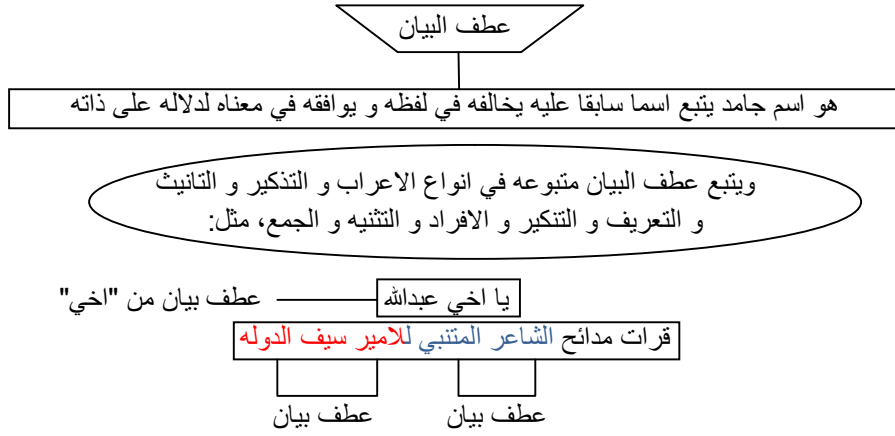 عطف البيان
هو اسم جامد يتبع اسما سابقا عليه يخالفه في لفظه و يوافقه في معناه لدلاله على ذاته
ويتبع عطف البيان متبوعه في انواع الاعراب و التذكير و التانيث
و التعريف و التنكير و الافراد و التثنيه و الجمع، مثل:
يا اخي عبدالله عطف بيان من "اخي"
قرات مدائح الشاعر المتنبي للامير سيف الدوله
عطف بيان عطف بيان